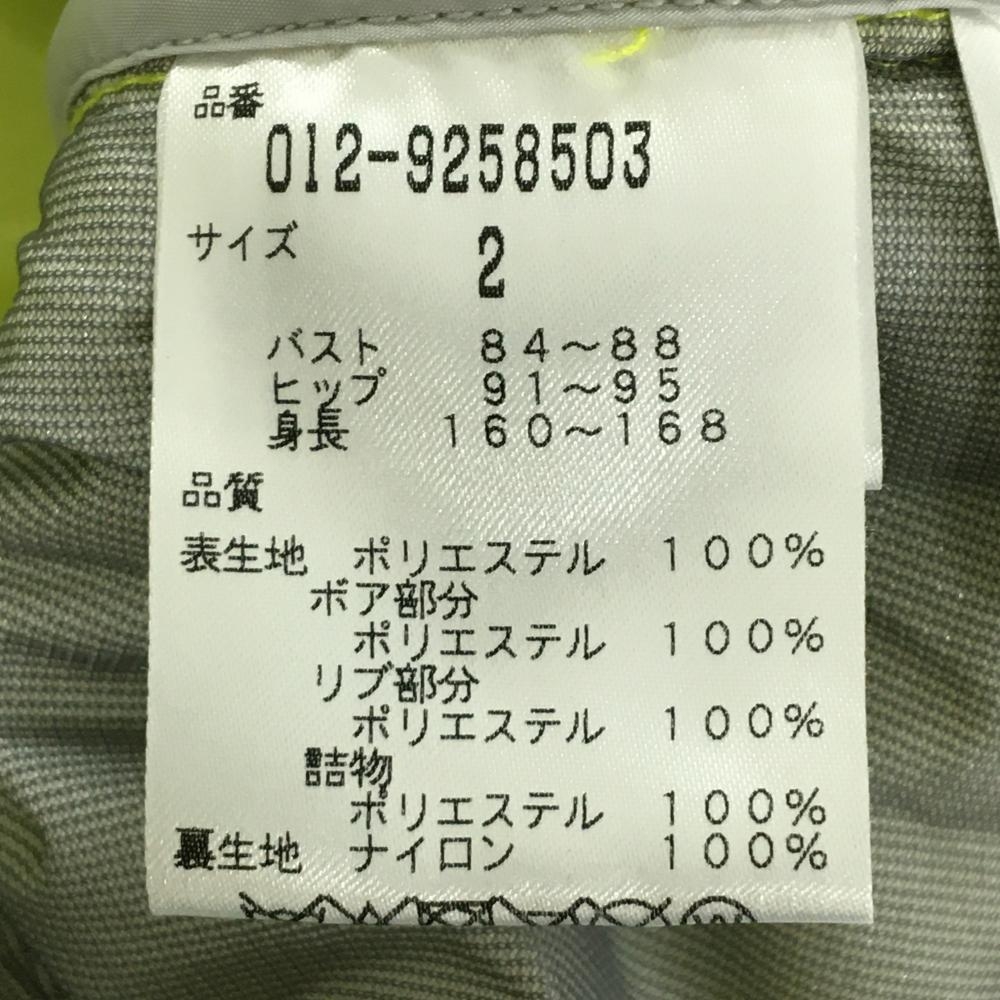 品番
012-9258503
サイズ 2
バスト 84～88
ヒップ 91～95
身長 160～168
品質
表生地 ポリエステル 100%
ボア部分
ポリエステル 100%
リブ部分
ポリエステル 100%
詰物
ポリエステル 100%
裏生地 ナイロン 100%